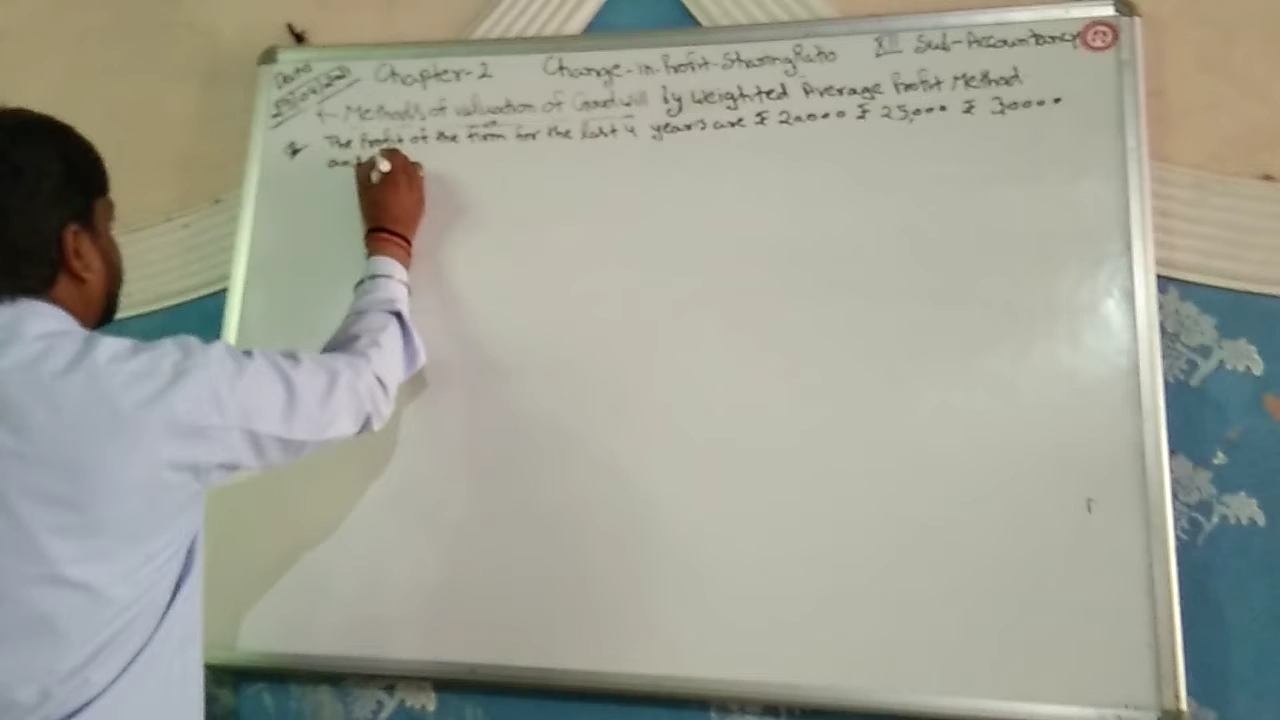 Date Chapter-2 Change-in-Profit-Sharing Ratio XII Sub-Accountancy
Methods of valuation of Goodwill by Weighted Average Profit Method
The Profit of the firm for the last 4 years are ₹ 20000 ₹ 25,000 ₹ 30000